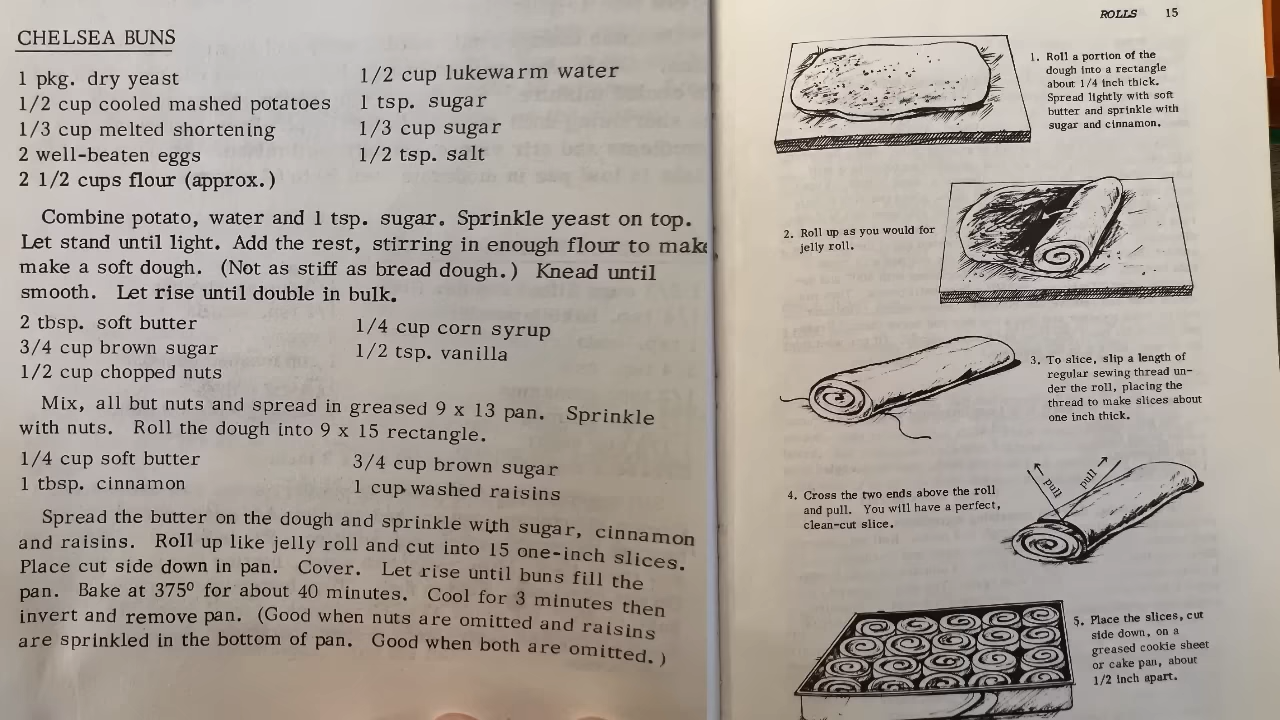 CHELSEA BUNS
1 pkg. dry yeast
1/2 cup lukewarm water
1/2 cup cooled mashed potatoes
1 tsp. sugar
1/3 cup melted shortening
1/3 cup sugar
2 well-beaten eggs
1/2 tsp. salt
2 1/2 cups flour (approx.)
Combine potato, water and 1 tsp. sugar. Sprinkle yeast on top.
Let stand until light. Add the rest, stirring in enough flour to make
make a soft dough. (Not as stiff as bread dough.) Knead until
smooth. Let rise until double in bulk.
2 tbsp. soft butter
1/4 cup corn syrup
3/4 cup brown sugar
1/2 tsp. vanilla
1/2 cup chopped nuts
Mix, all but nuts and spread in greased 9 x 13 pan. Sprinkle
with nuts. Roll the dough into 9 x 15 rectangle.
1/4 cup soft butter
3/4 cup brown sugar
1 tbsp. cinnamon
1 cup washed raisins
Spread the butter on the dough and sprinkle with sugar, cinnamon
and raisins. Roll up like jelly roll and cut into 15 one-inch slices.
Place cut side down in pan. Cover. Let rise until buns fill the
pan. Bake at 375º for about 40 minutes. Cool for 3 minutes then
invert and remove pan. (Good when nuts are omitted and raisins
are sprinkled in the bottom of pan. Good when both are omitted.)
ROLLS 15
1. Roll a portion of the
dough into a rectangle
about 1/4 inch thick.
Spread lightly with soft
butter and sprinkle with
sugar and cinnamon.
2. Roll up as you would for
jelly roll.
3. To slice, slip a length of
regular sewing thread un-
der the roll, placing the
thread to make slices about
one inch thick.
4. Cross the two ends above the roll
and pull. You will have a perfect,
clean-cut slice.
pull
pull
5. Place the slices, cut
side down, on a
greased cookie sheet
or cake pan, about
1/2 inch apart.